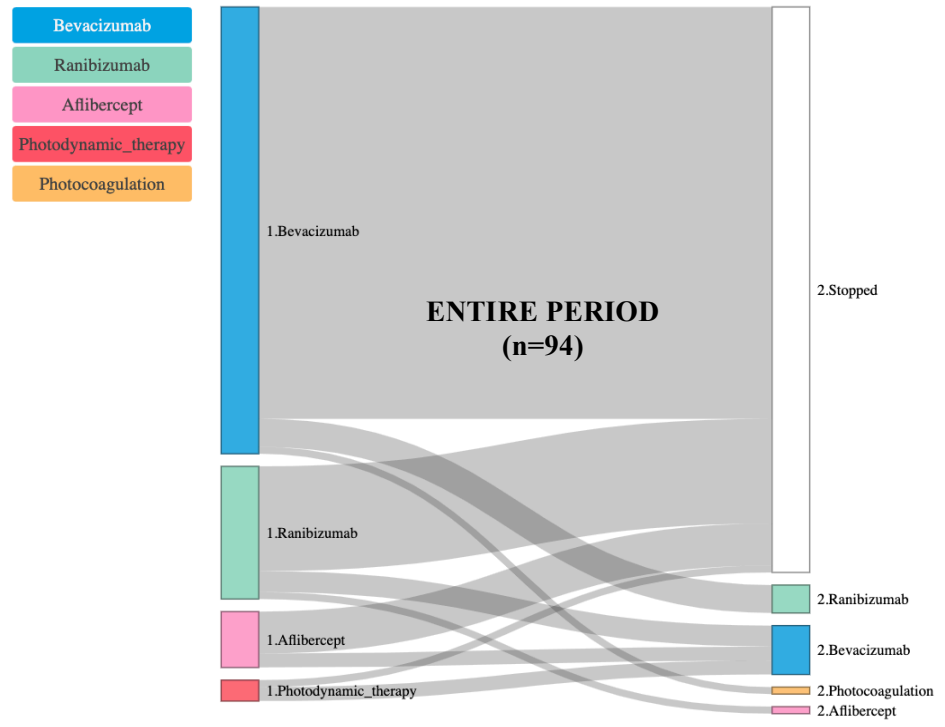 Bevacizumab
Ranibizumab
Aflibercept
Photodynamic_therapy
Photocoagulation
1.Bevacizumab
1.Ranibizumab
1.Aflibercept
1.Photodynamic_therapy
ENTIRE PERIOD
(n=94)
2.Stopped
2.Ranibizumab
2.Bevacizumab
2.Photocoagulation
2.Aflibercept